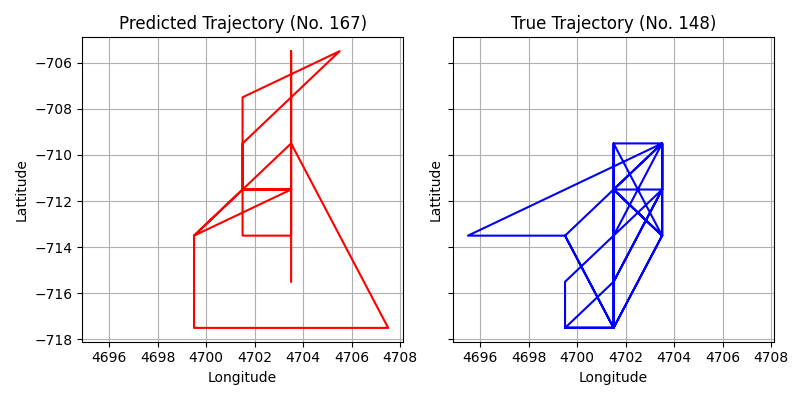 Predicted Trajectory (No. 167)
True Trajectory (No. 148)
Lattitude
−706
−708
−710
−712
−714
−716
−718
4696 4698 4700 4702 4704 4706 4708
Longitude
Lattitude
4696 4698 4700 4702 4704 4706 4708
Longitude